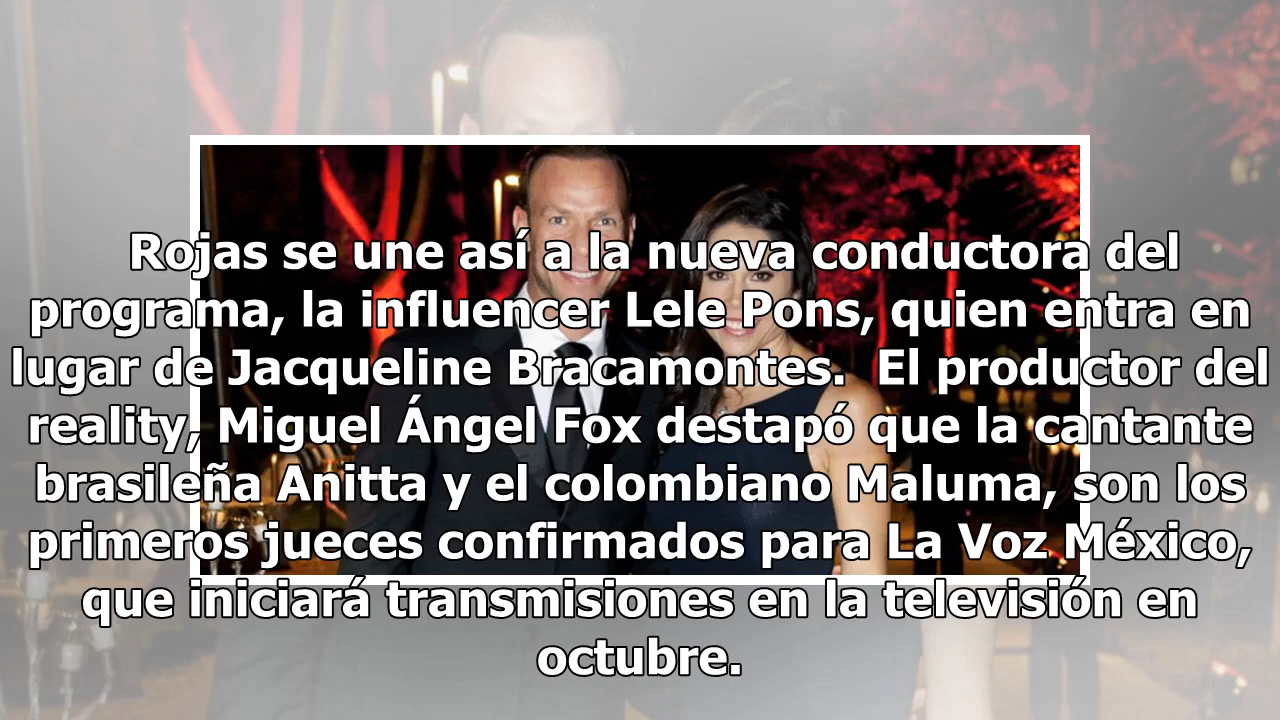 Rojas se une así a la nueva conductora del
programa, la influencer Lele Pons, quien entra en
lugar de Jacqueline Bracamontes.  El productor del
reality, Miguel Ángel Fox destapó que la cantante
brasileña Anitta y el colombiano Maluma, son los
primeros jueces confirmados para La Voz México,
que iniciará transmisiones en la televisión en
octubre.